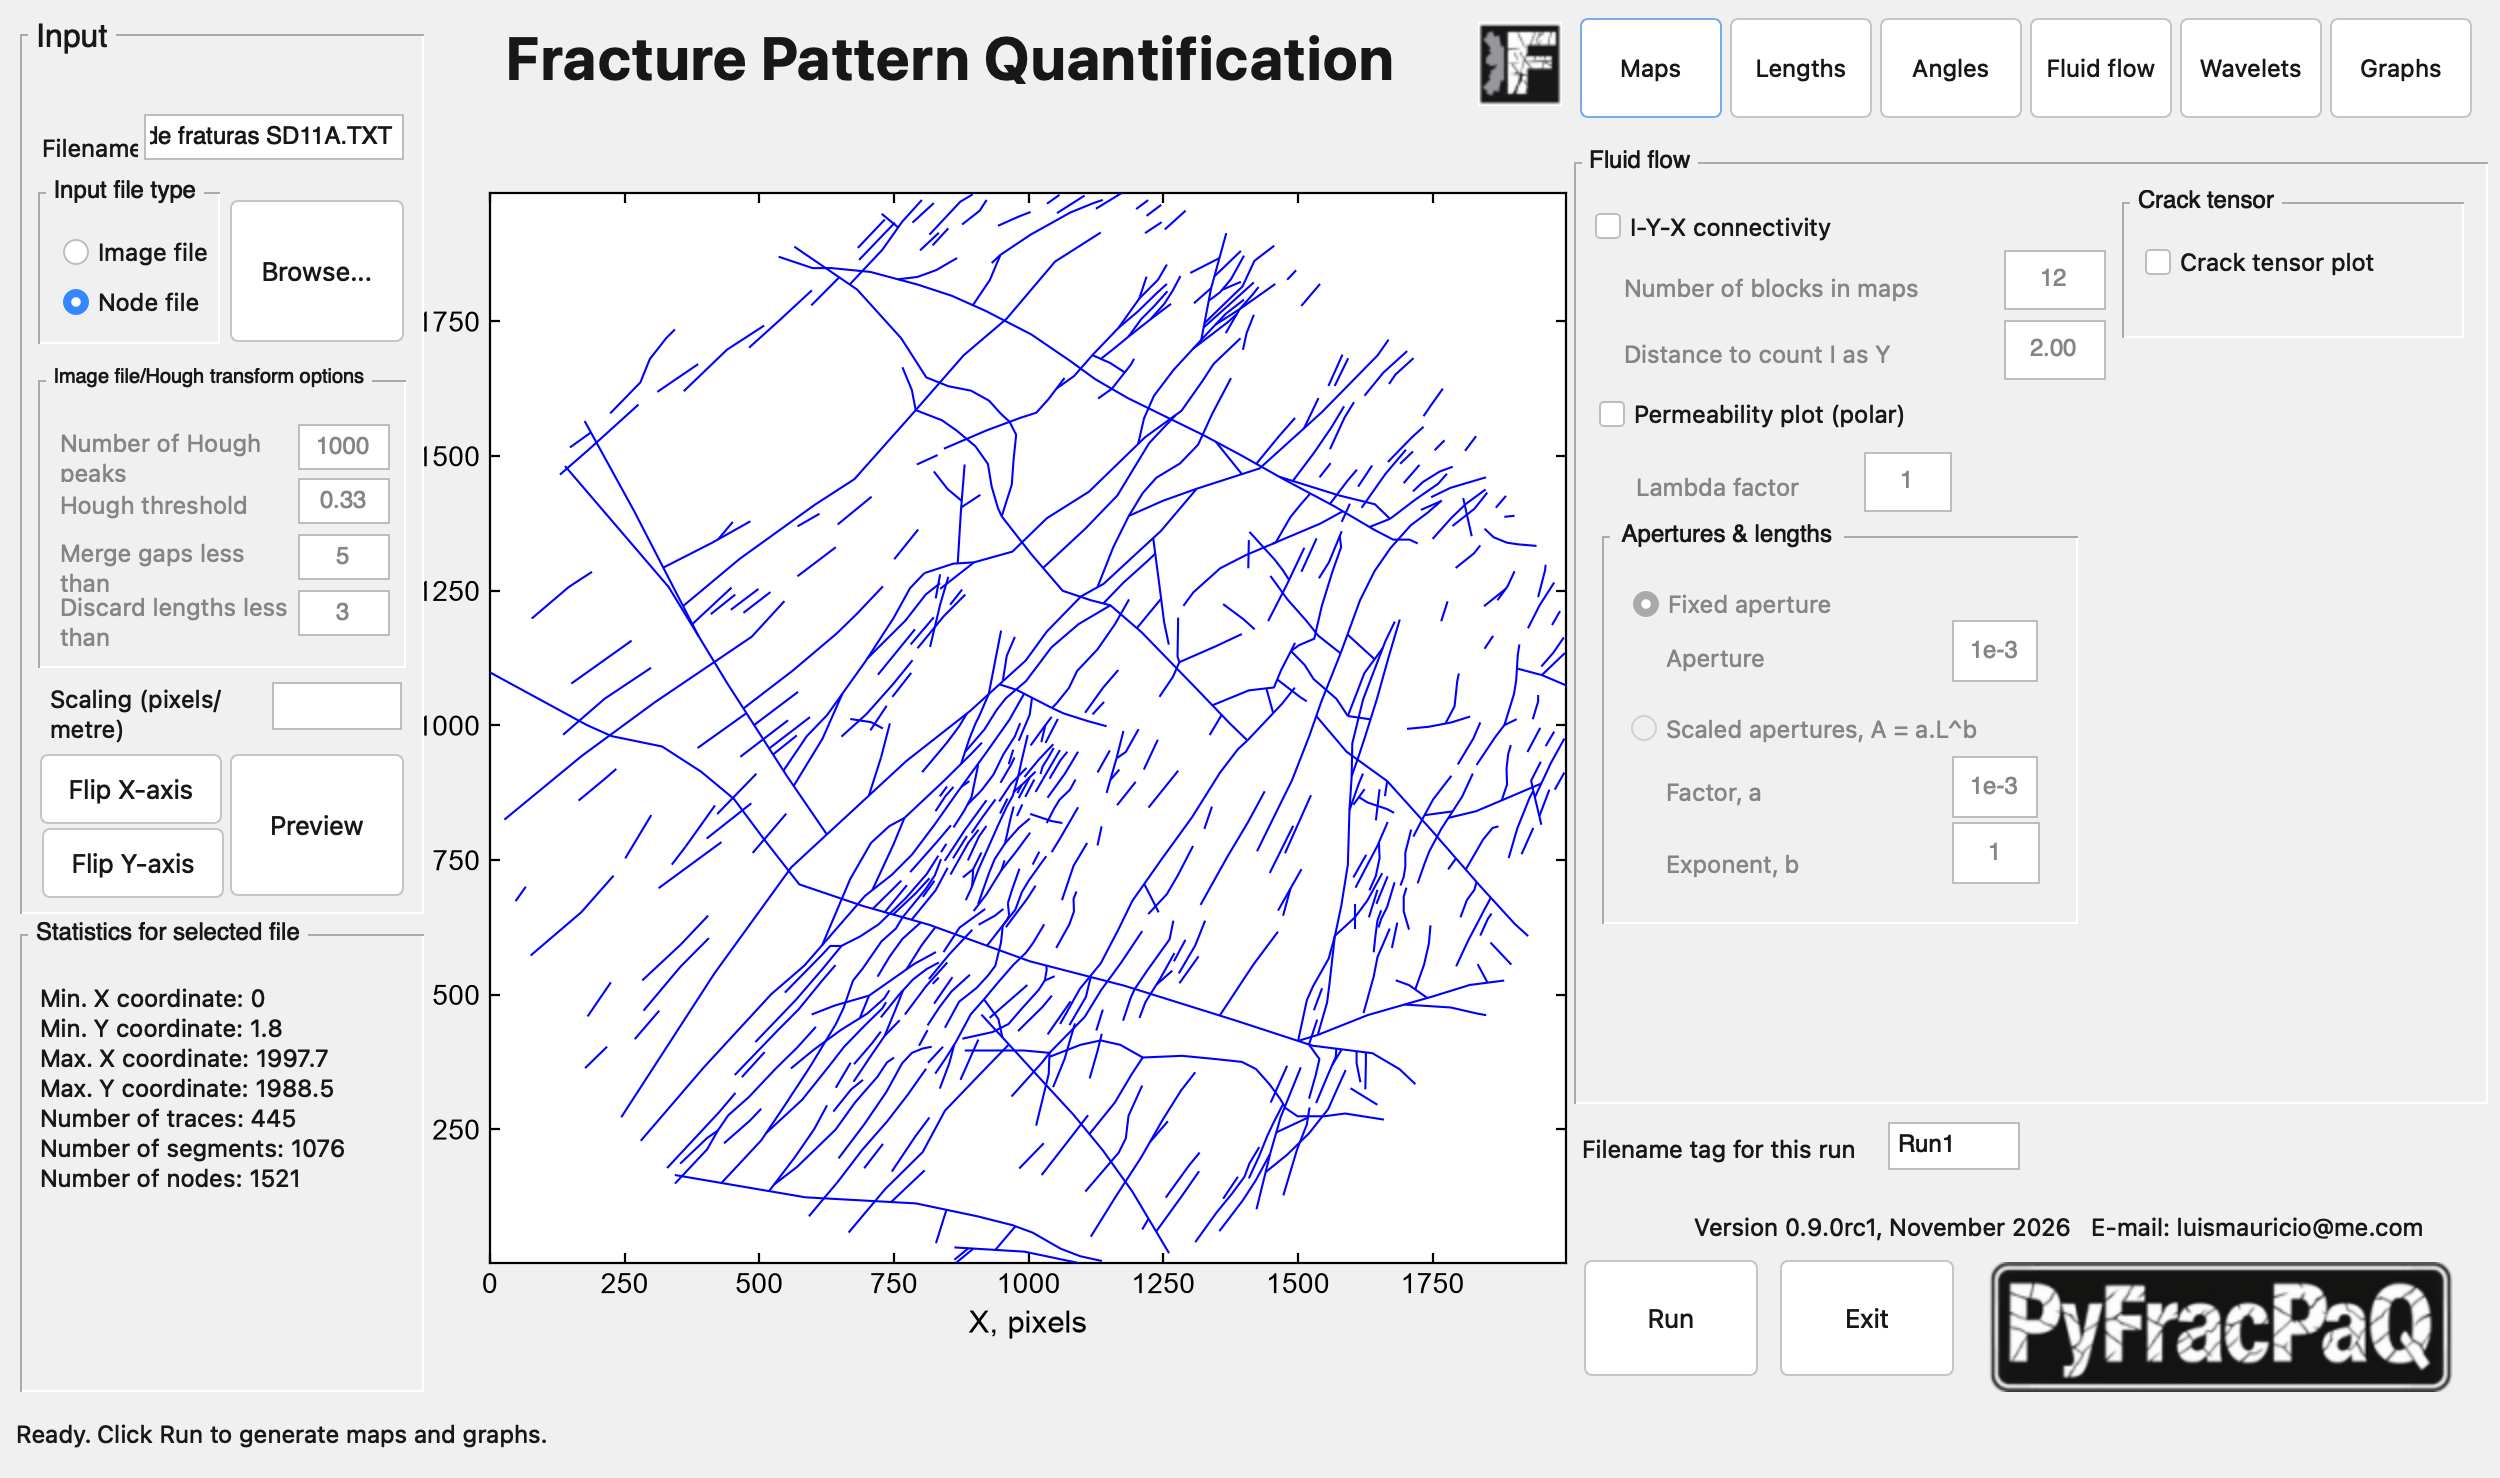 Input
Fracture Pattern Quantification
F
Maps
Lengths
Angles
Fluid flow
Wavelets
Graphs
Filename
de fraturas SD11A.TXT
Input file type
Image file
Node file
Browse...
Image file/Hough transform options
Number of Hough
peaks
1000
Hough threshold
0.33
Merge gaps less
than
5
Discard lengths less
than
3
Scaling (pixels/
metre)
Flip X-axis
Flip Y-axis
Preview
Statistics for selected file
Min. X coordinate: 0
Min. Y coordinate: 1.8
Max. X coordinate: 1997.7
Max. Y coordinate: 1988.5
Number of traces: 445
Number of segments: 1076
Number of nodes: 1521
1750
1500
1250
1000
750
500
250
0
250
500
750
1000
1250
1500
1750
X, pixels
Fluid flow
I-Y-X connectivity
Number of blocks in maps
12
Distance to count I as Y
2.00
Permeability plot (polar)
Lambda factor
1
Crack tensor
Crack tensor plot
Apertures & lengths
Fixed aperture
Aperture
1e-3
Scaled apertures, A = a.L^b
Factor, a
1e-3
Exponent, b
1
Filename tag for this run
Run1
Version 0.9.0rc1, November 2026 E-mail: luismauricio@me.com
Run
Exit
PyFracPaQ
Ready. Click Run to generate maps and graphs.